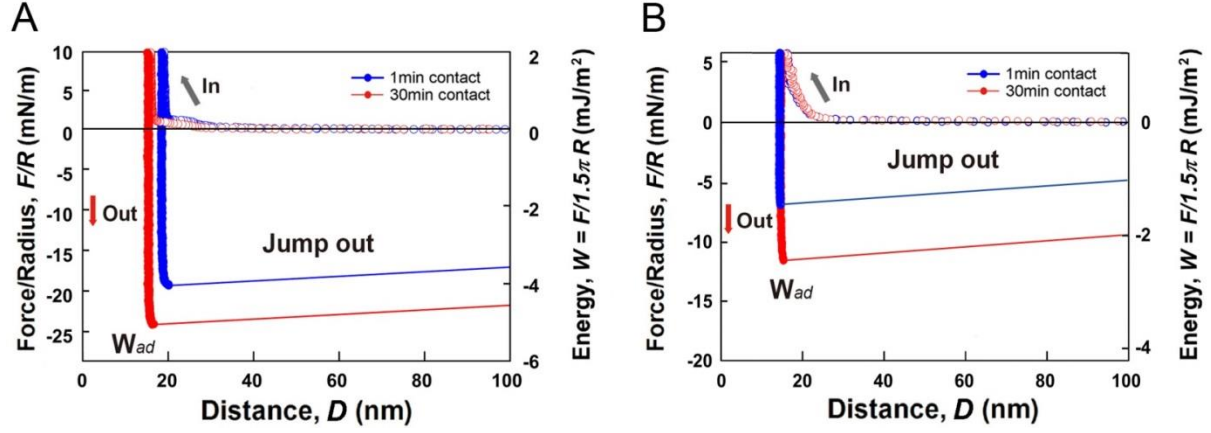 A
Force/Radius, F/R (mN/m)
10
5
0
-5
-10
-15
-20
-25
In
1min contact
30min contact
Out
Jump out
Wad
2
0
-2
-4
-6
Energy, W = F/1.5π R (mJ/m²)
0 20 40 60 80 100
Distance, D (nm)
B
Force/Radius, F/R (mN/m)
5
0
-5
-10
-15
-20
In
1min contact
30min contact
Jump out
Out
Wad
0
-2
-4
Energy, W = F/1.5π R (mJ/m²)
0 20 40 60 80 100
Distance, D (nm)